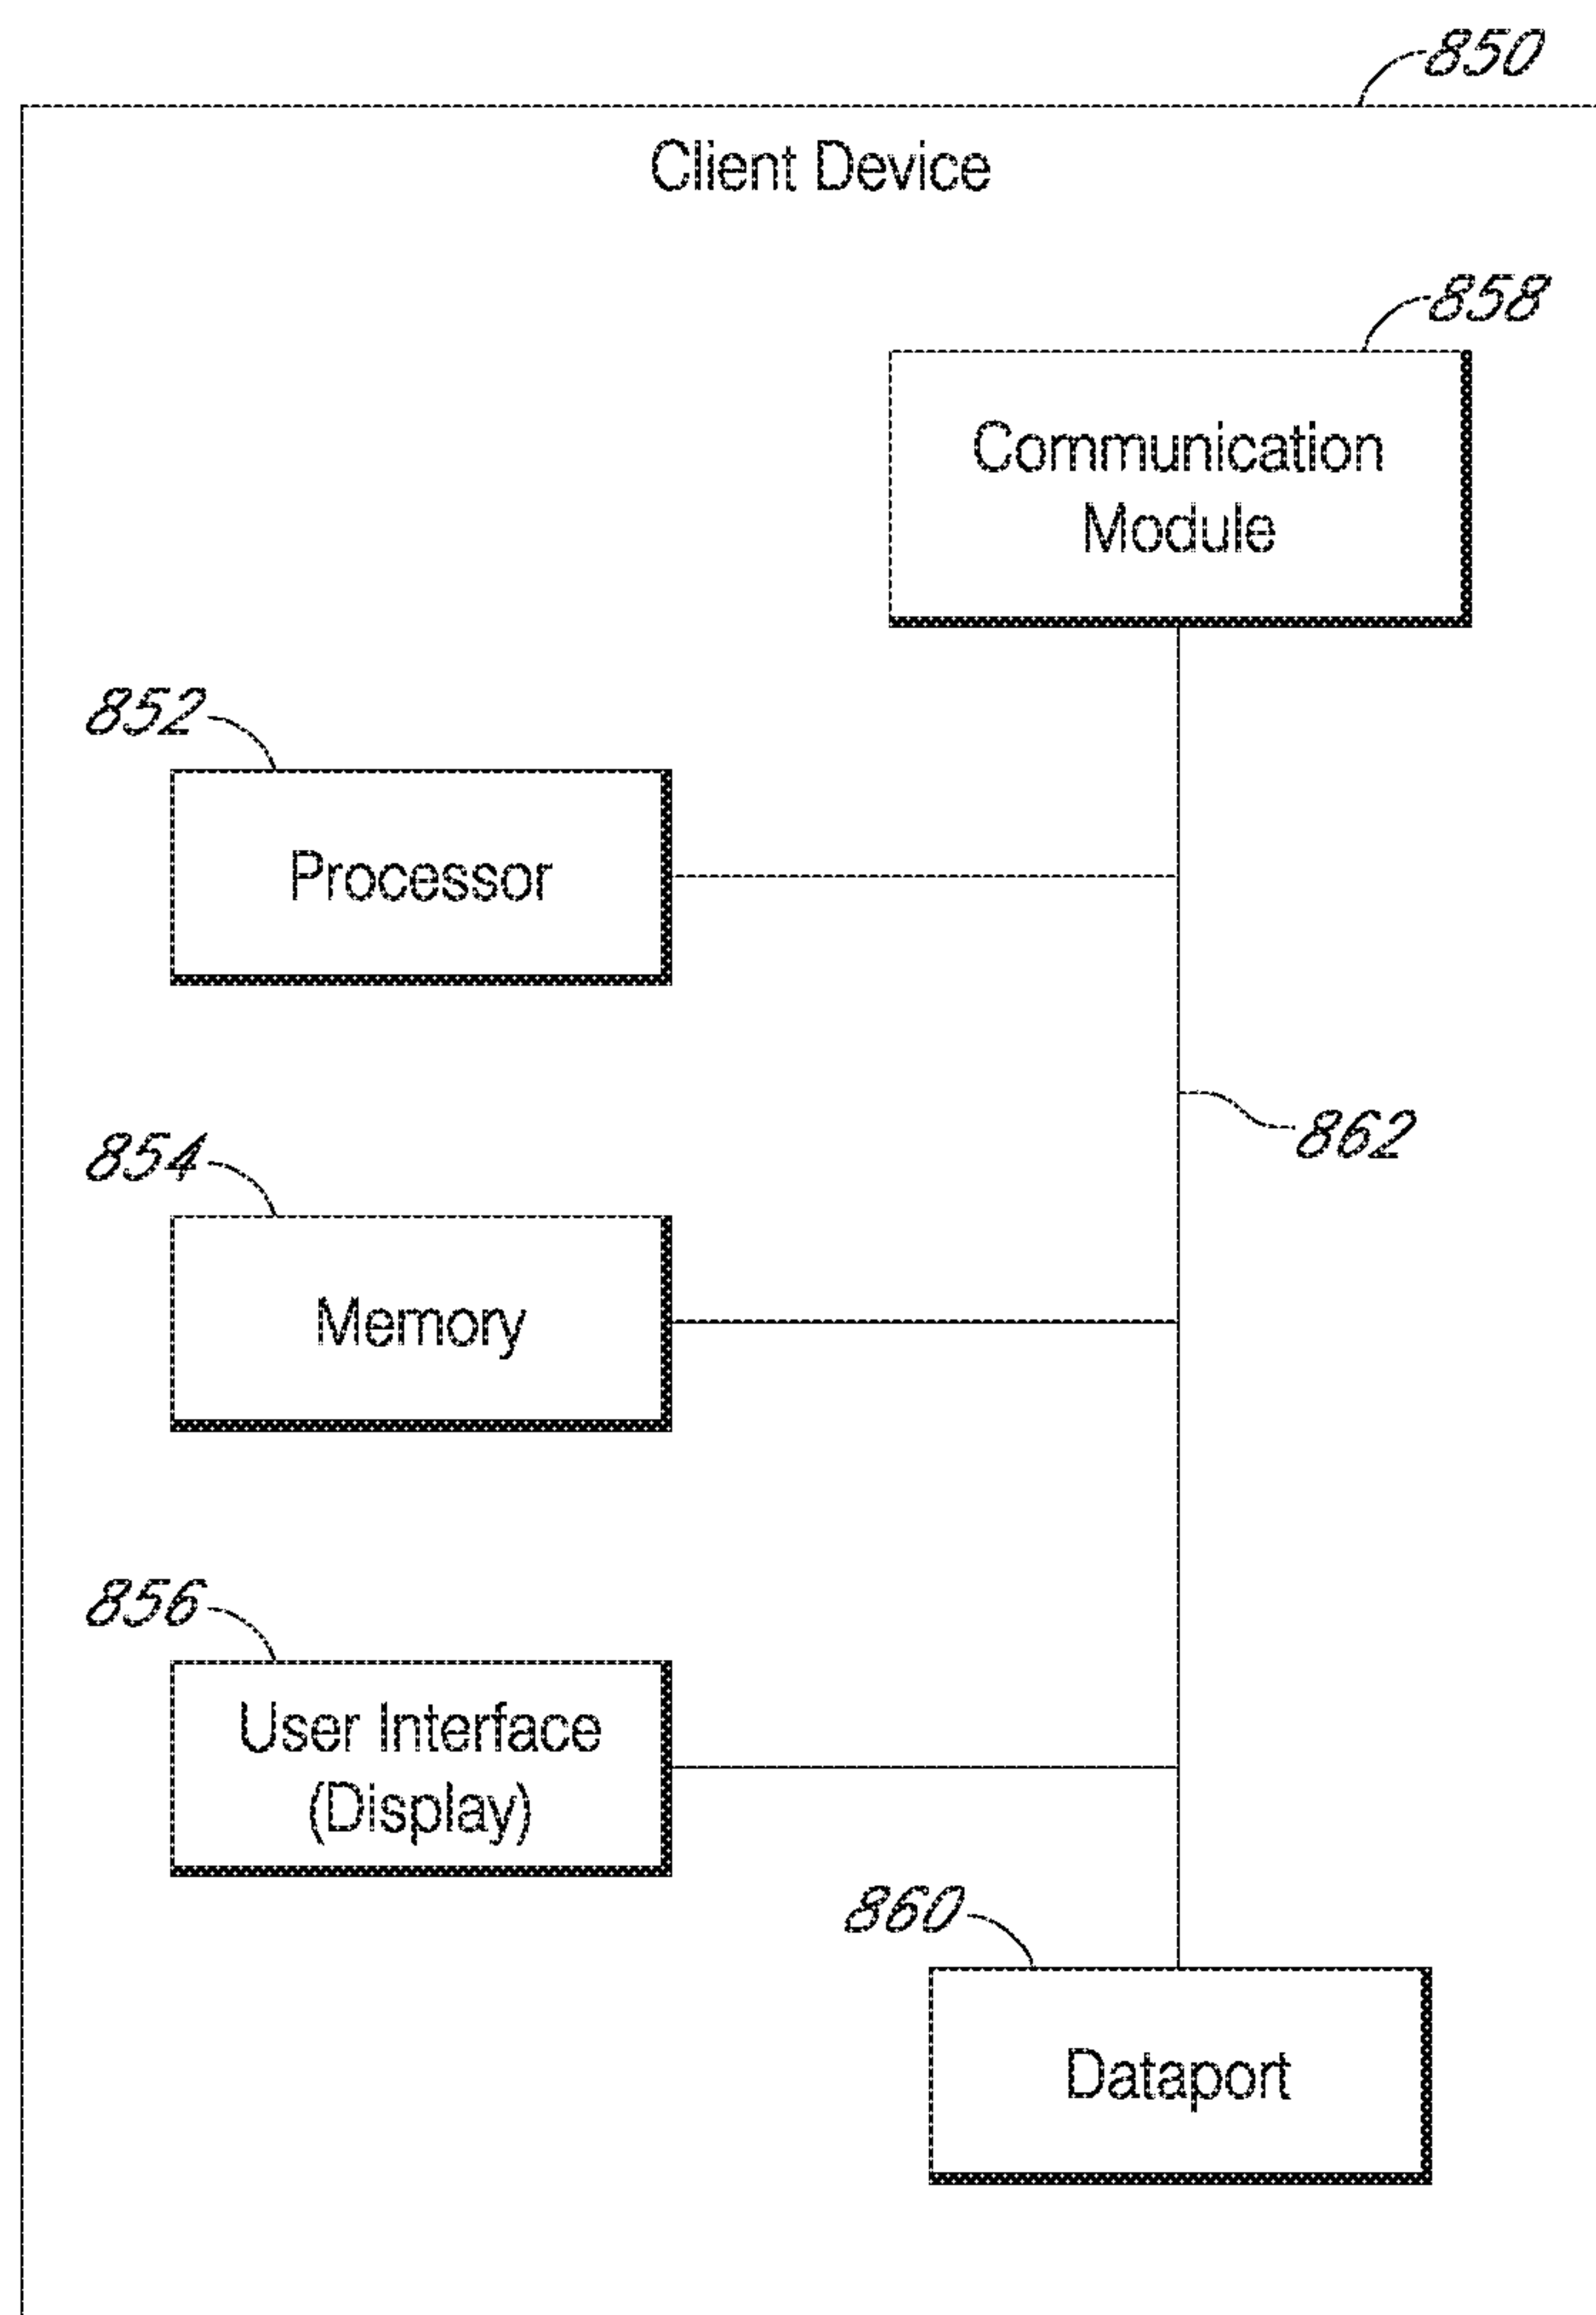 850
Client Device
858
Communication
Module
852
Processor
862
854
Memory
856
User Interface
(Display)
860
Dataport